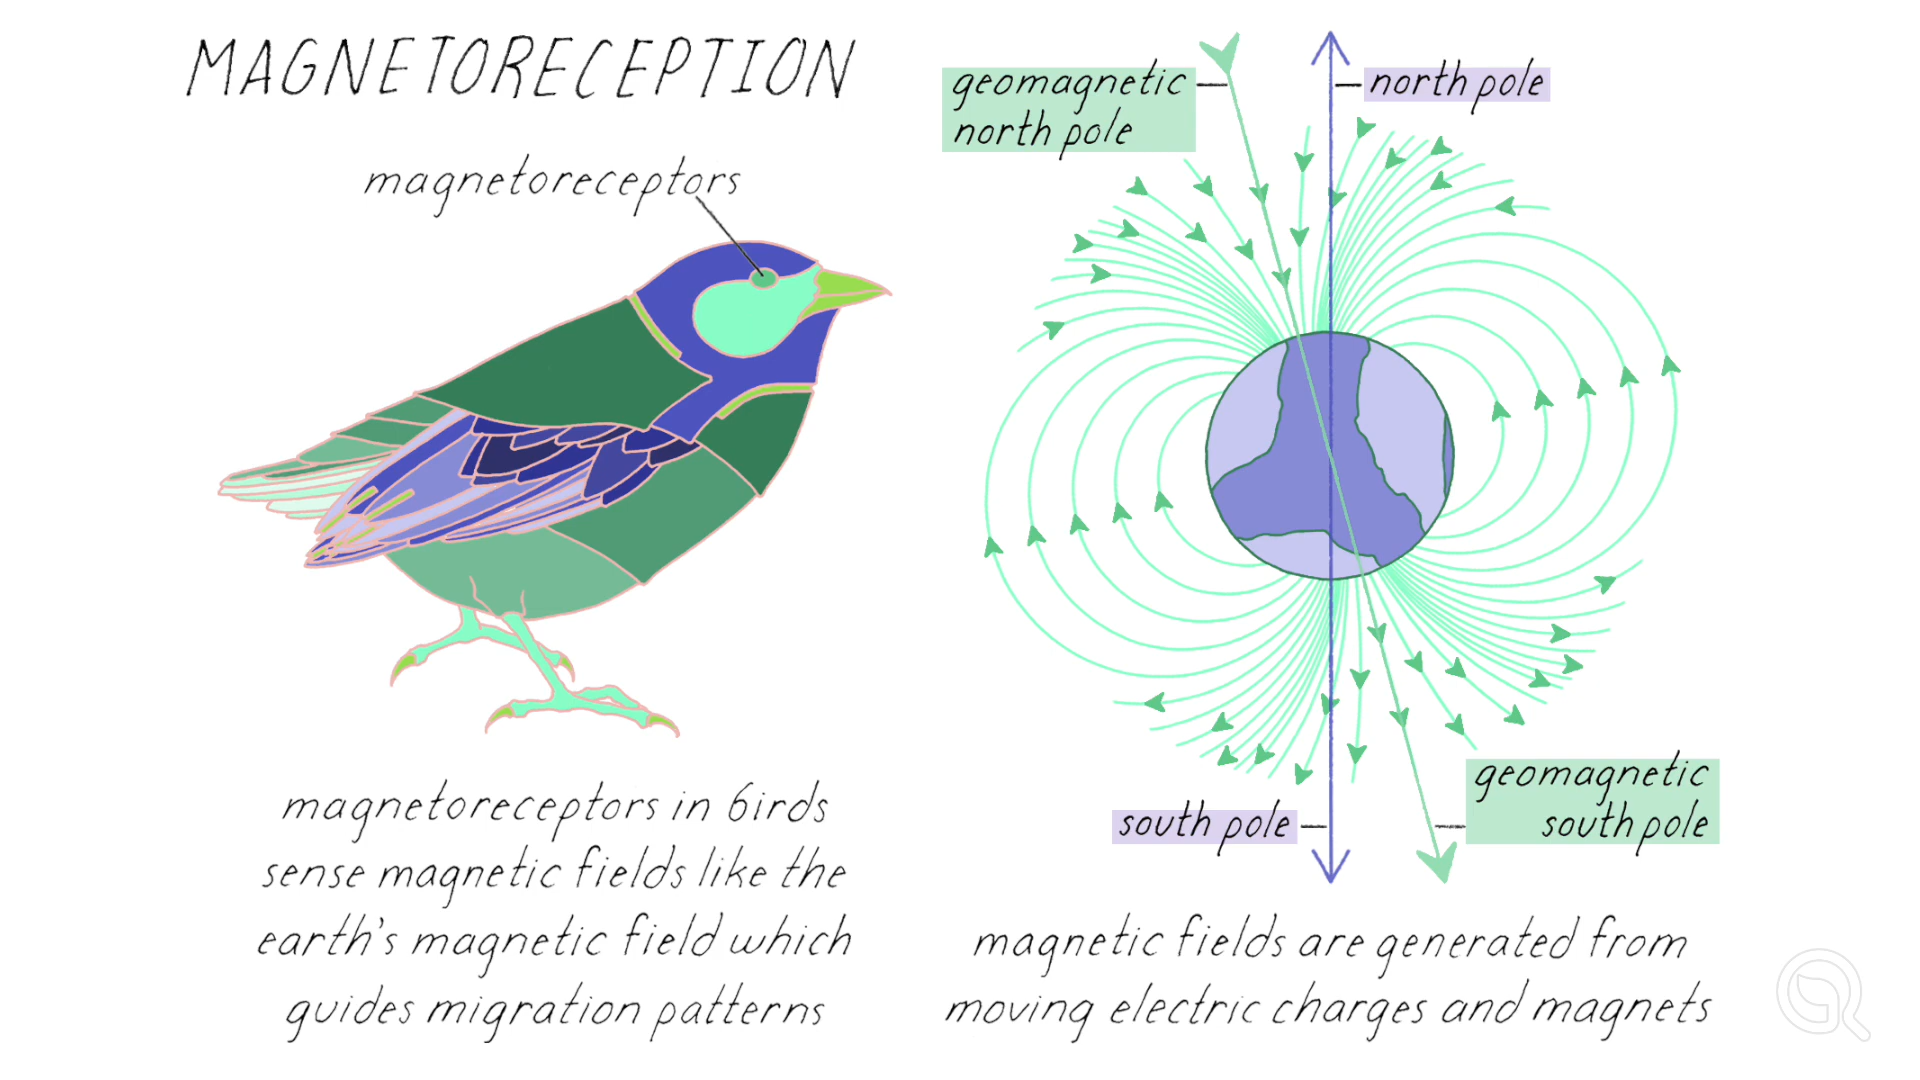 MAGNETORECEPTION
magnetoreceptors
magnetoreceptors in birds
sense magnetic fields like the
earth's magnetic field which
guides migration patterns
geomagnetic
north pole
north pole
south pole
geomagnetic
south pole
magnetic fields are generated from
moving electric charges and magnets